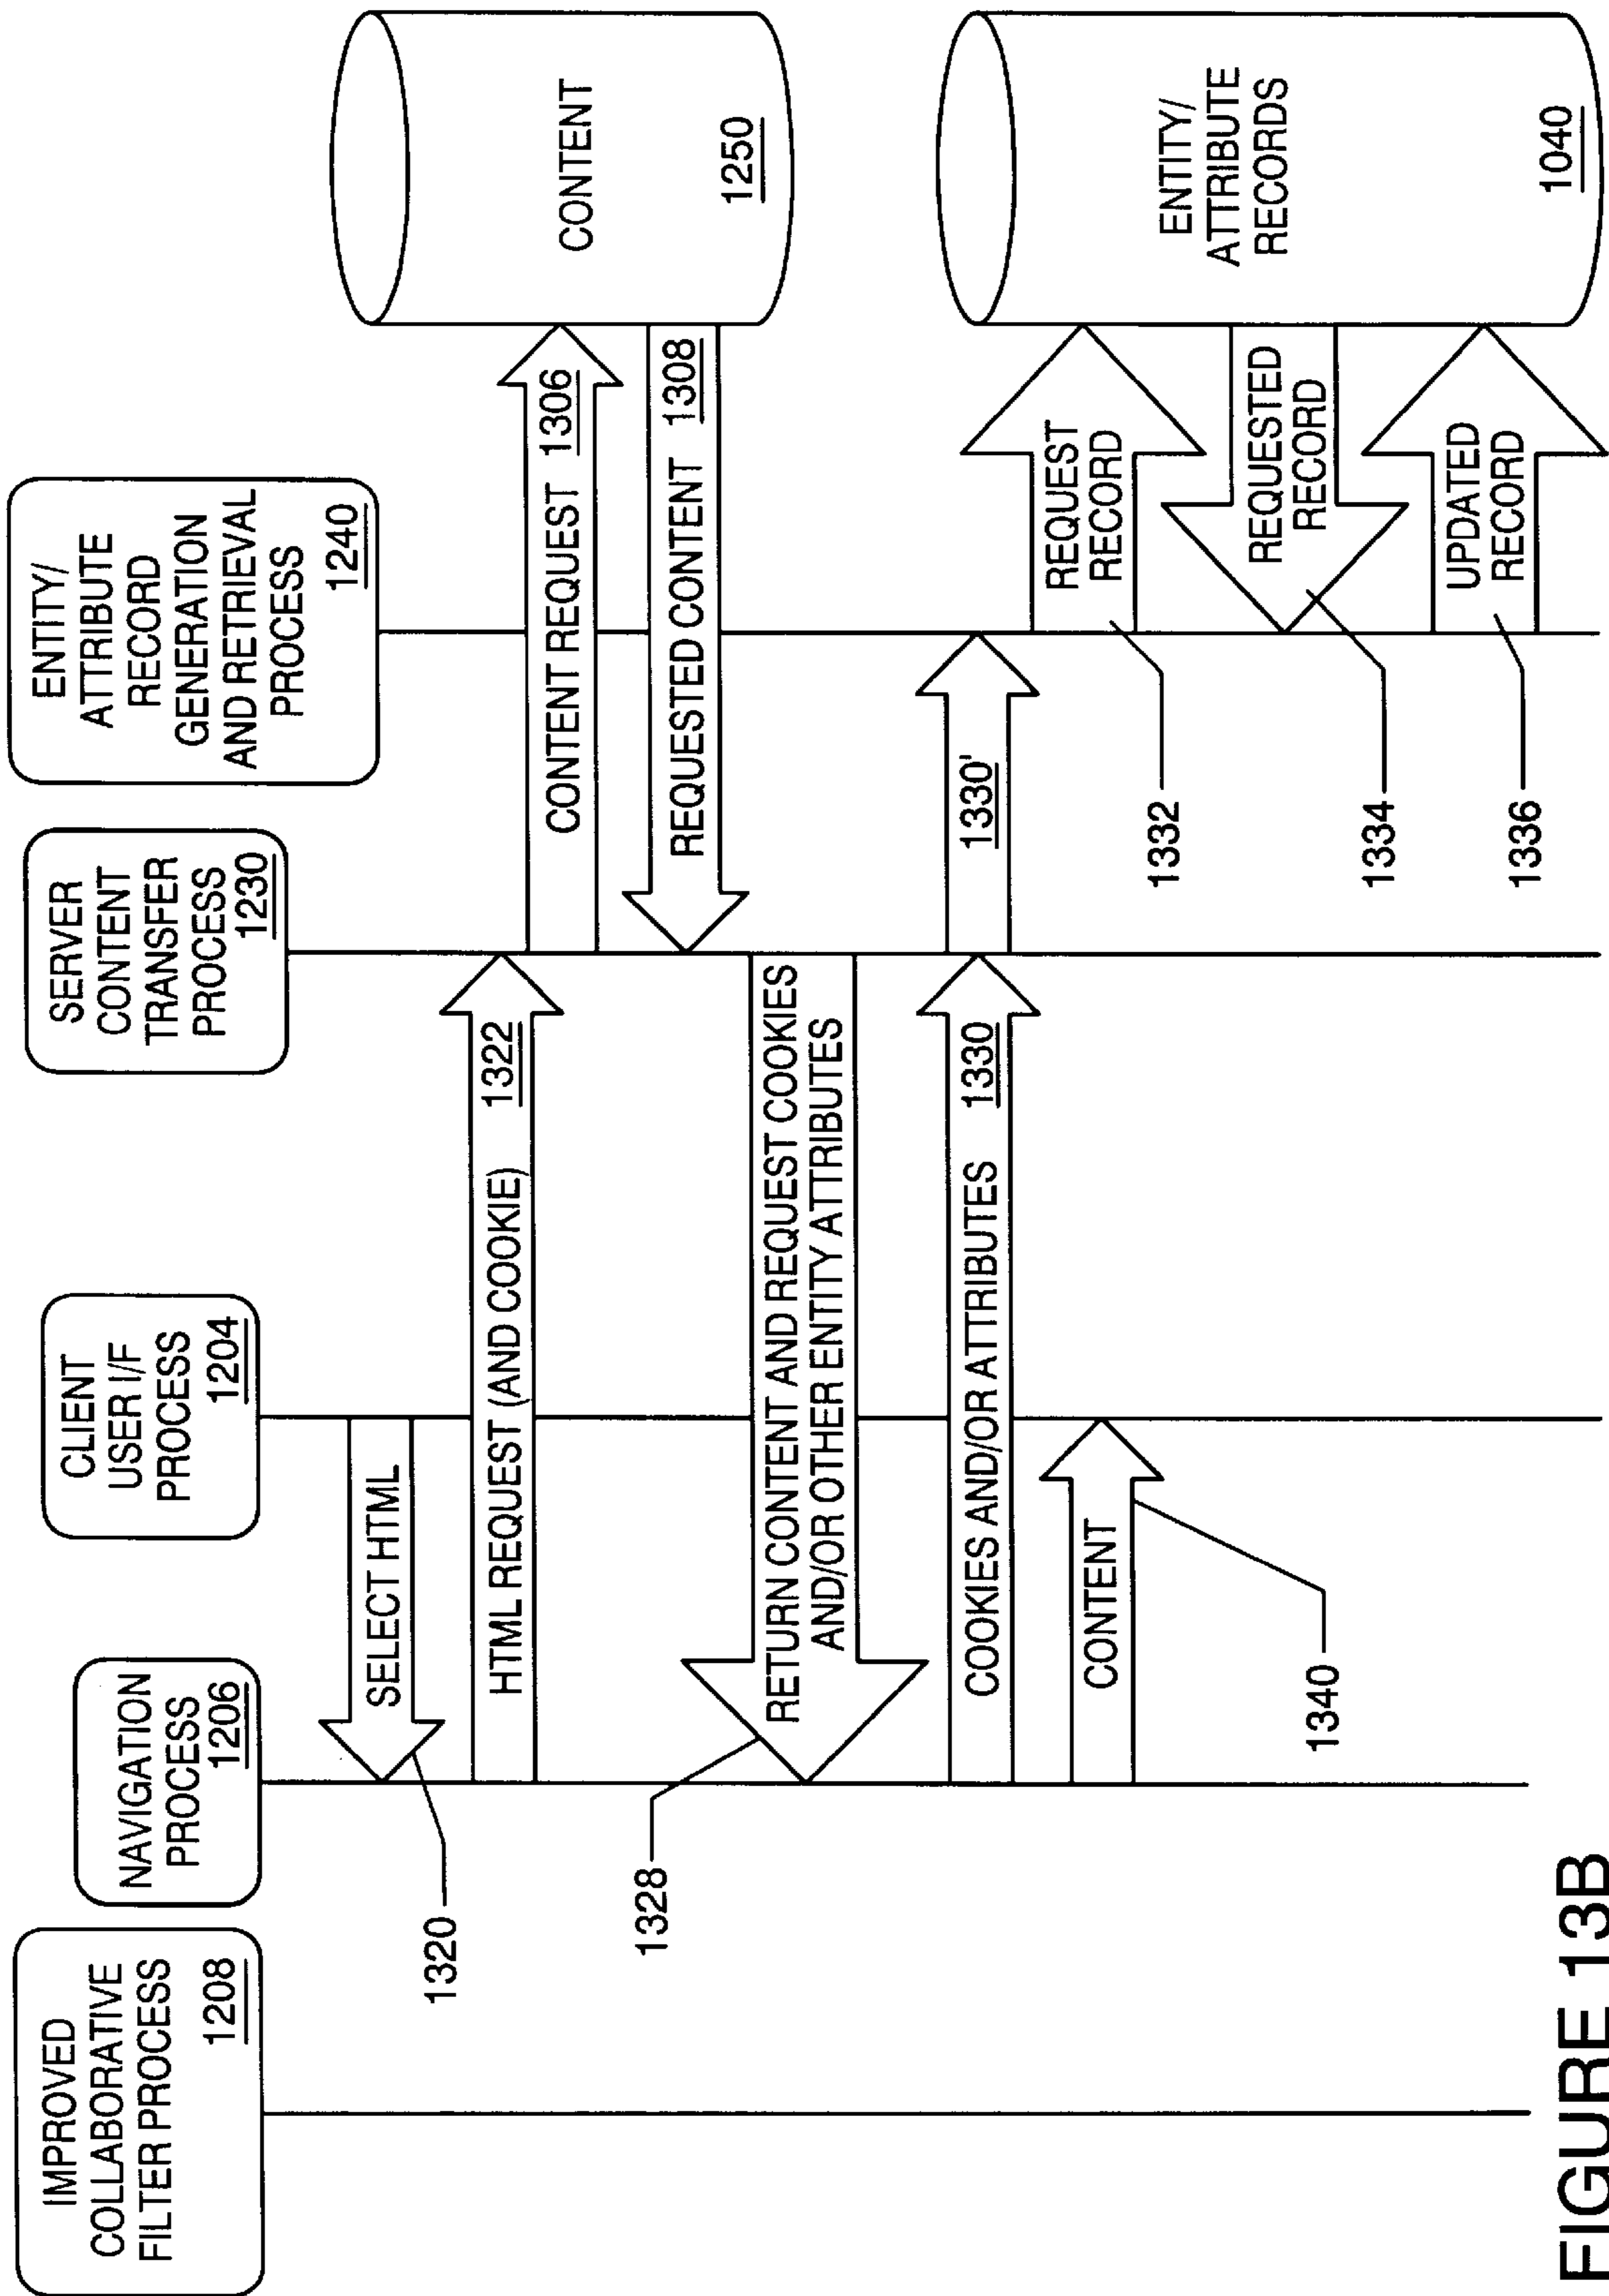 IMPROVED
COLLABORATIVE
FILTER PROCESS
1208
NAVIGATION
PROCESS
1206
CLIENT
USER I/F
PROCESS
1204
SERVER
CONTENT
TRANSFER
PROCESS
1230
ENTITY/
ATTRIBUTE
RECORD
GENERATION
AND RETRIEVAL
PROCESS
1240
SELECT HTML
1320
HTML REQUEST (AND COOKIE) 1322
CONTENT REQUEST 1306
REQUESTED CONTENT 1308
CONTENT
1250
RETURN CONTENT AND REQUEST COOKIES
AND/OR OTHER ENTITY ATTRIBUTES
1328
COOKIES AND/OR ATTRIBUTES 1330
1330'
CONTENT
1340
REQUEST
RECORD
1332
REQUESTED
RECORD
1334
UPDATED
RECORD
1336
ENTITY/
ATTRIBUTE
RECORDS
1040
FIGURE 13B